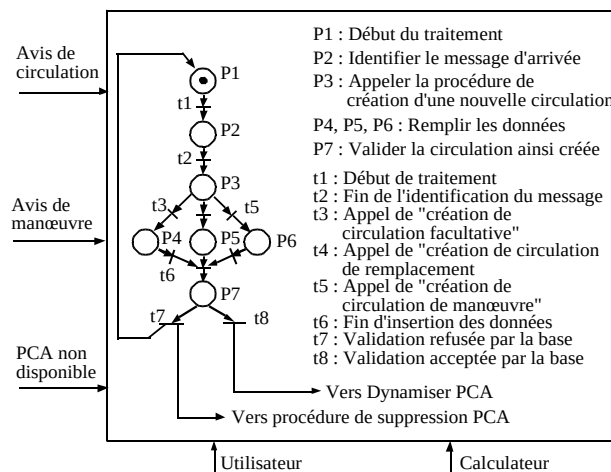 Avis de
circulation
Avis de
manœuvre
PCA non
disponible
P1
t1
P2
t2
P3
t3
t5
P4
P5
P6
t6
P7
t7
t8
P1 : Début du traitement
P2 : Identifier le message d'arrivée
P3 : Appeler la procédure de
création d'une nouvelle circulation
P4, P5, P6 : Remplir les données
P7 : Valider la circulation ainsi créée
t1 : Début de traitement
t2 : Fin de l'identification du message
t3 : Appel de "création de
circulation facultative"
t4 : Appel de "création de circulation
de remplacement
t5 : Appel de "création de
circulation de manœuvre"
t6 : Fin d'insertion des données
t7 : Validation refusée par la base
t8 : Validation acceptée par la base
Vers Dynamiser PCA
Vers procédure de suppression PCA
Utilisateur
Calculateur